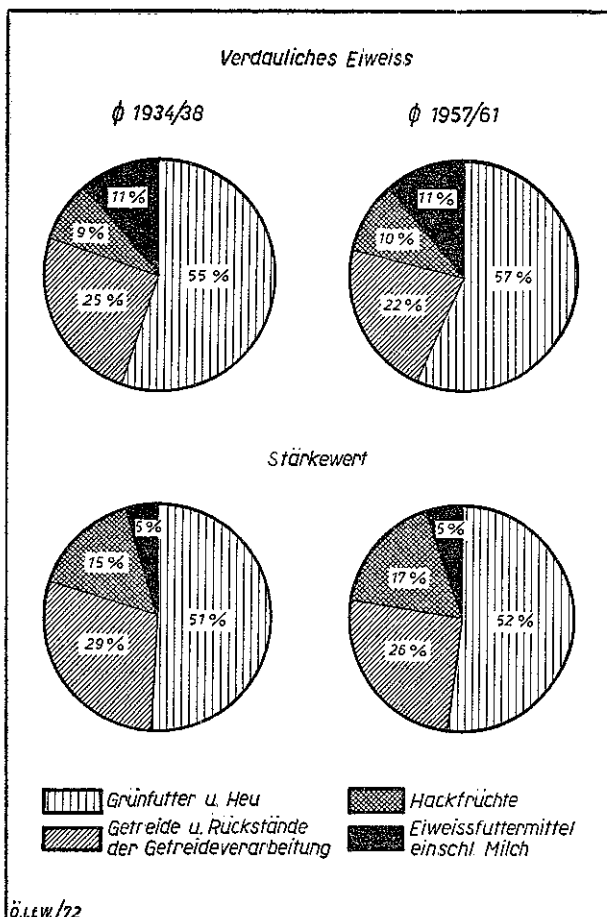 Verdauliches Eiweiss
ϕ 1934/38
ϕ 1957/61
11 %
9 %
25 %
55 %
11 %
10 %
22 %
57 %
Stärkewert
5 %
15 %
29 %
51 %
5 %
17 %
26 %
52 %
Grünfutter u. Heu
Getreide u. Rückstände
der Getreideverarbeitung
Hackfrüchte
Eiweissfuttermittel
einschl. Milch
Ö.I.f.W./72